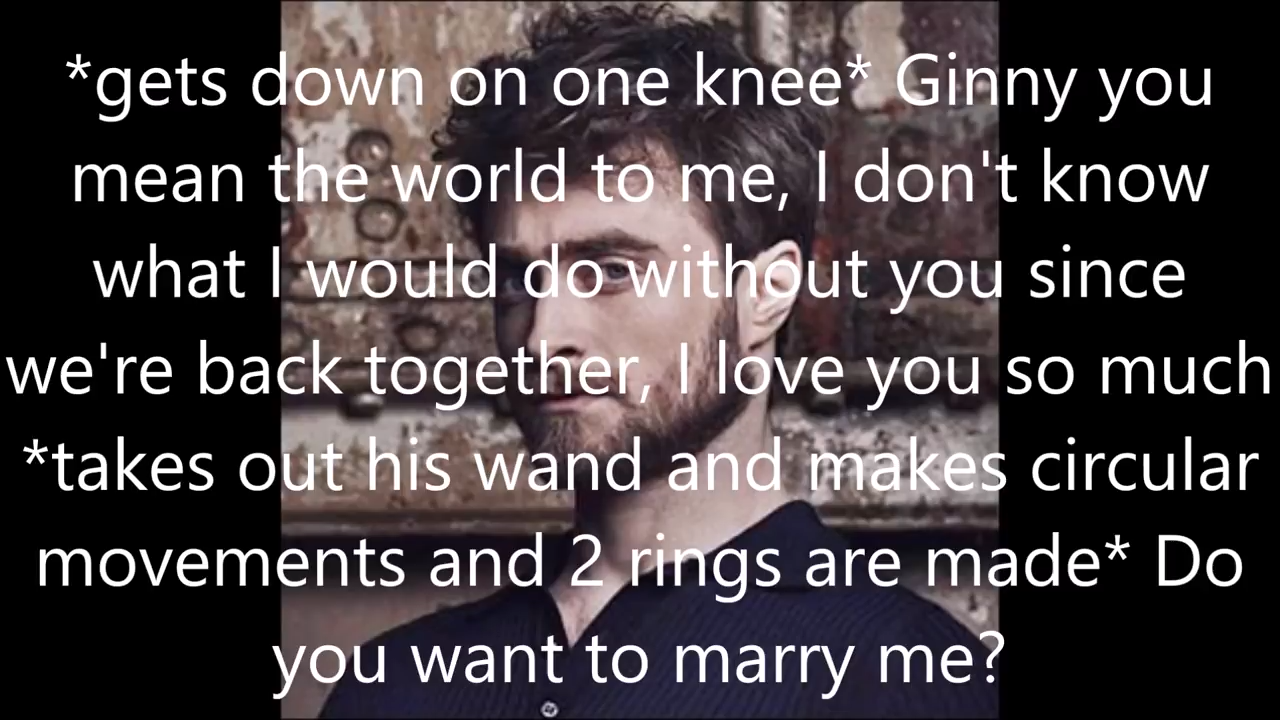 *gets down on one knee* Ginny you
mean the world to me, I don't know
what I would do without you since
we're back together, I love you so much
*takes out his wand and makes circular
movements and 2 rings are made* Do
you want to marry me?